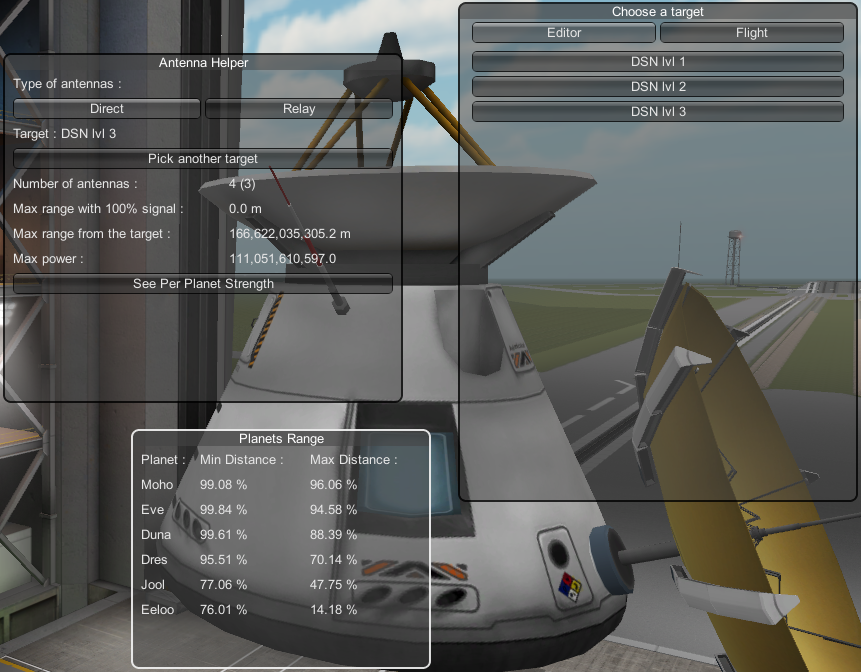 Antenna Helper
Type of antennas :
Direct Relay
Target : DSN lvl 3
Pick another target
Number of antennas : 4 (3)
Max range with 100% signal : 0.0 m
Max range from the target : 166,622,035,305.2 m
Max power : 111,051,610,597.0
See Per Planet Strength
Choose a target
Editor Flight
DSN lvl 1
DSN lvl 2
DSN lvl 3
Planets Range
Planet : Min Distance : Max Distance :
Moho 99.08 % 96.06 %
Eve 99.84 % 94.58 %
Duna 99.61 % 88.39 %
Dres 95.51 % 70.14 %
Jool 77.06 % 47.75 %
Eeloo 76.01 % 14.18 %